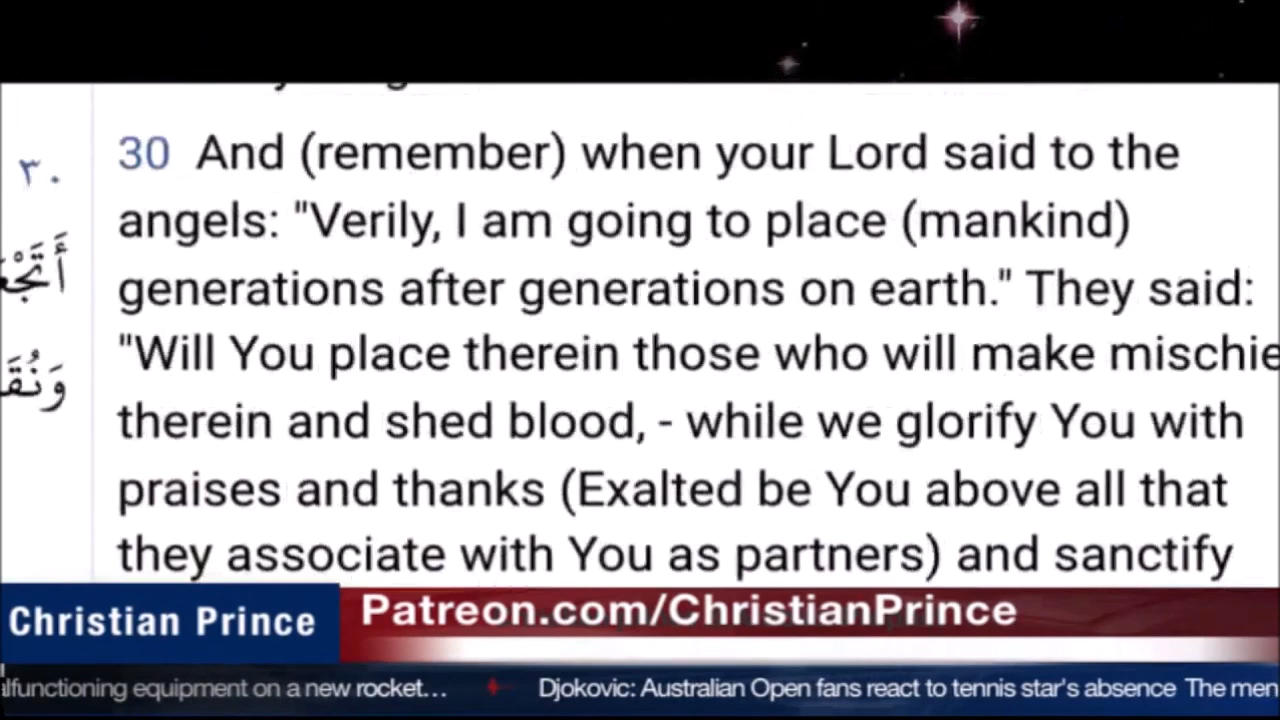 30 And (remember) when your Lord said to the
angels: "Verily, I am going to place (mankind)
generations after generations on earth." They said:
"Will You place therein those who will make mischie
therein and shed blood, - while we glorify You with
praises and thanks (Exalted be You above all that
they associate with You as partners) and sanctify
٣٠
Christian Prince
Patreon.com/ChristianPrince
lfunctioning equipment on a new rocket... Djokovic: Australian Open fans react to tennis star's absence The men